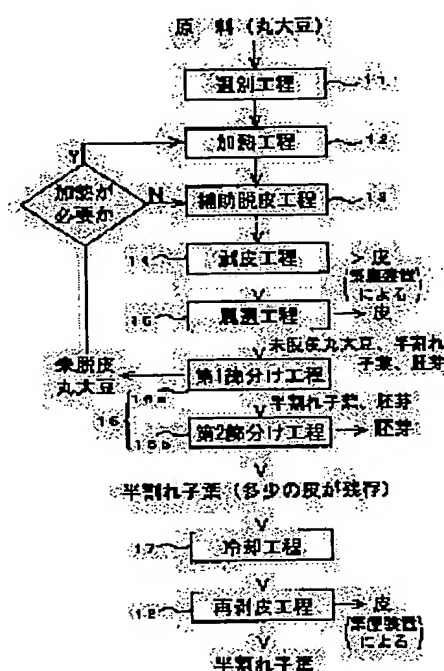 原 料 (丸大豆)
選別工程
11
加熱工程
12
Y
加熱が
必要か
N
補助脱皮工程
13
14
剥皮工程
皮
による
15
風選工程
皮
未脱皮丸大豆、半割れ
子葉、胚芽
未脱皮
丸大豆
第1篩分け工程
16a
16
半割れ子葉、胚芽
16b
第2篩分け工程
胚芽
半割れ子葉 (多少の皮が残存)
17
冷却工程
再剥皮工程
皮
による
半割れ子葉